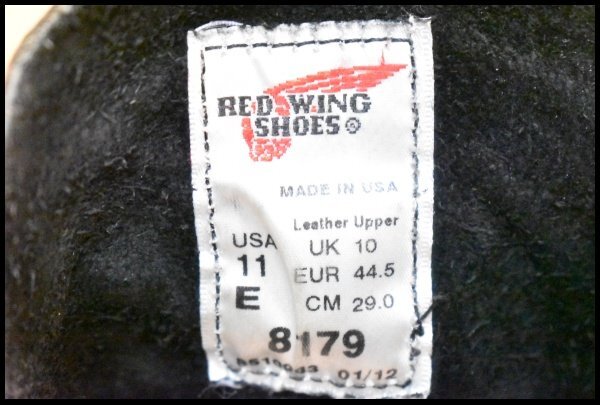 RED WING
SHOES®
MADE IN USA
Leather Upper
USA
11
E
UK 10
EUR 44.5
CM 29.0
8179
01/12